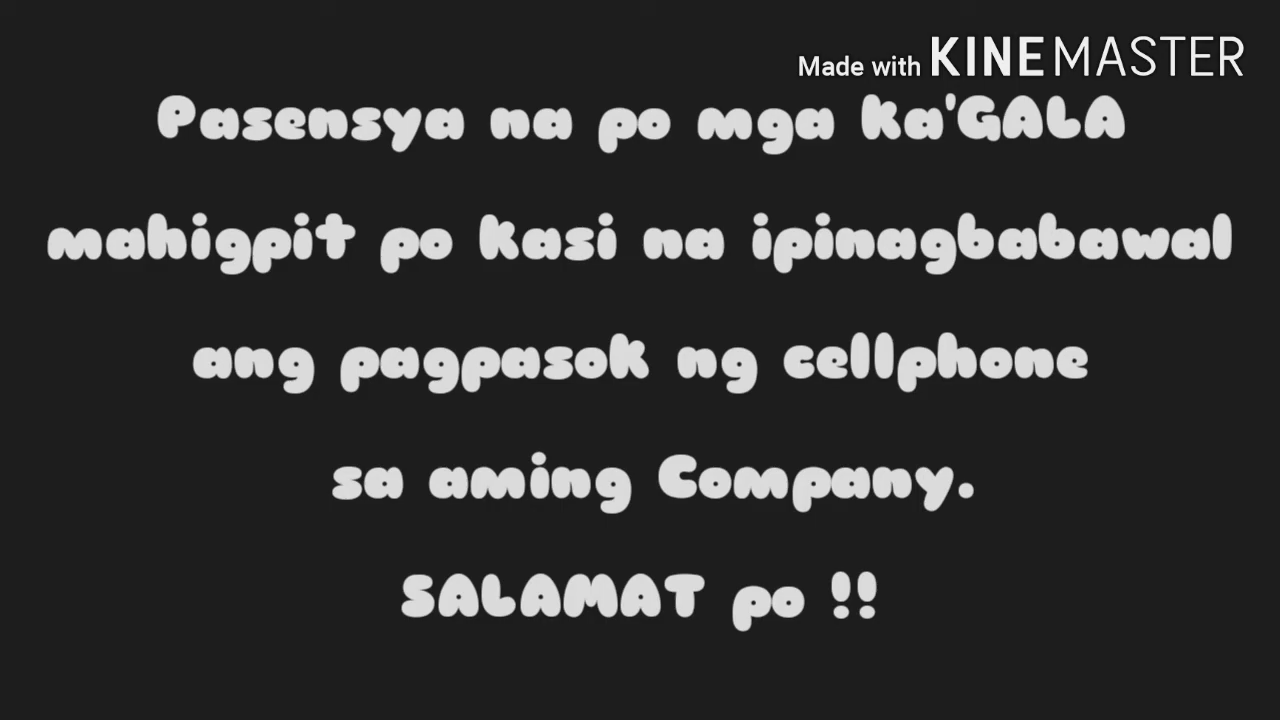 Made with KINEMASTER
Pasensya na po mga ka'GALA
mahigpit po kasi na ipinagbabawal
ang pagpasok ng cellphone
sa aming Company.
SALAMAT po !!